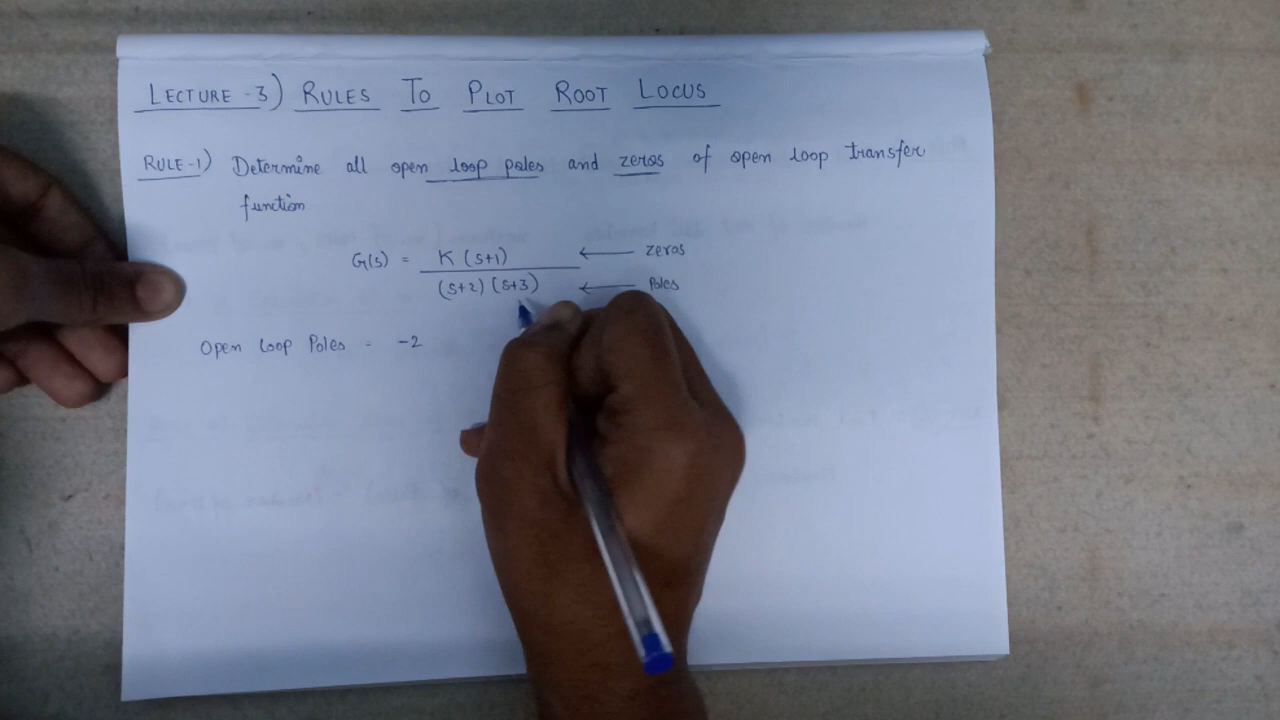 LECTURE -3) RULES TO PLOT ROOT LOCUS
RULE-1) Determine all open loop poles and zeros of open loop transfer
function
G(s) = K (s+1) ← zeros
(s+2) (s+3) ← Poles
Open Loop Poles = -2